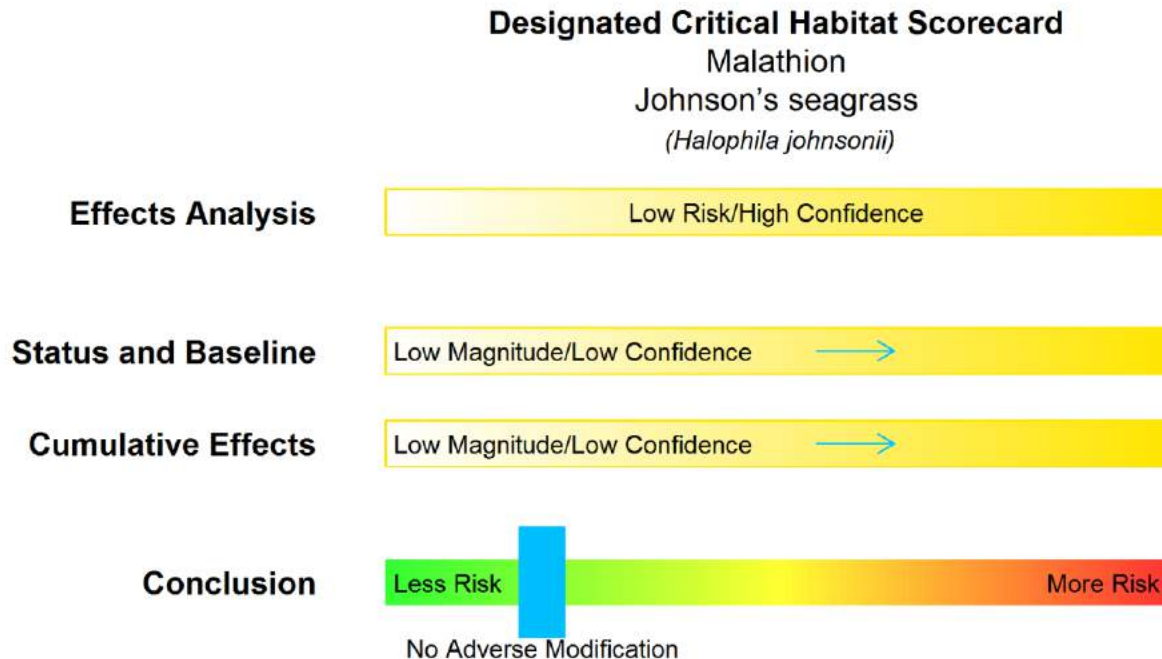 Designated Critical Habitat Scorecard
Malathion
Johnson's seagrass
(Halophila johnsonii)
Effects Analysis
Low Risk/High Confidence
Status and Baseline
Low Magnitude/Low Confidence
Cumulative Effects
Low Magnitude/Low Confidence
Conclusion
Less Risk
More Risk
No Adverse Modification